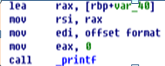 lea rax, [rbp+var_40]
mov rsi, rax
mov edi, offset format
mov eax, 0
call _printf